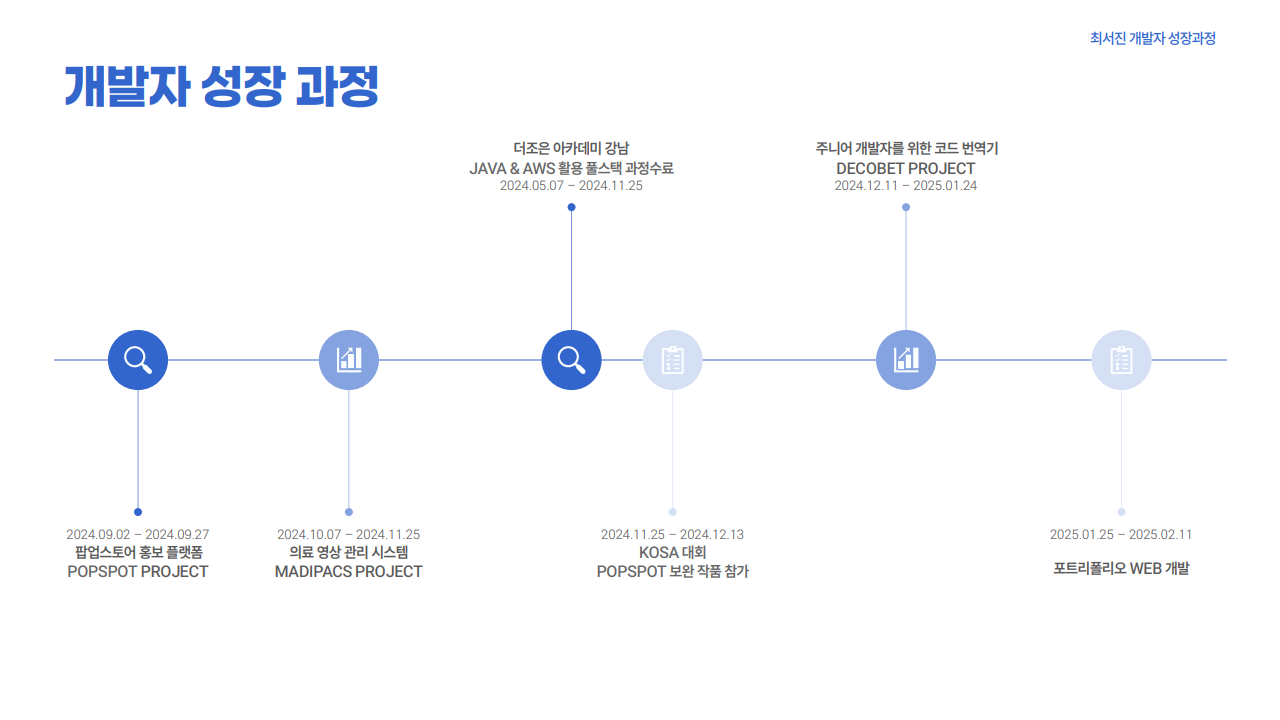 최서진 개발자 성장과정
개발자 성장 과정
더조은 아카데미 강남
JAVA & AWS 활용 풀스택 과정수료
2024.05.07 – 2024.11.25
주니어 개발자를 위한 코드 번역기
DECOBET PROJECT
2024.12.11 – 2025.01.24
2024.09.02 – 2024.09.27
팝업스토어 홍보 플랫폼
POPSPOT PROJECT
2024.10.07 – 2024.11.25
의료 영상 관리 시스템
MADIPACS PROJECT
2024.11.25 – 2024.12.13
KOSA 대회
POPSPOT 보완 작품 참가
2025.01.25 – 2025.02.11
포트리폴리오 WEB 개발